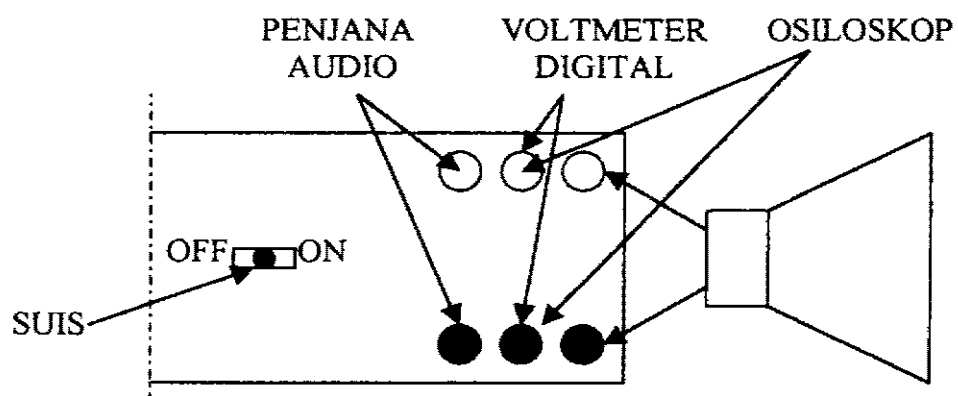 PENJANA
AUDIO
VOLTMETER
DIGITAL
OSILOSKOP
OFF
ON
SUIS